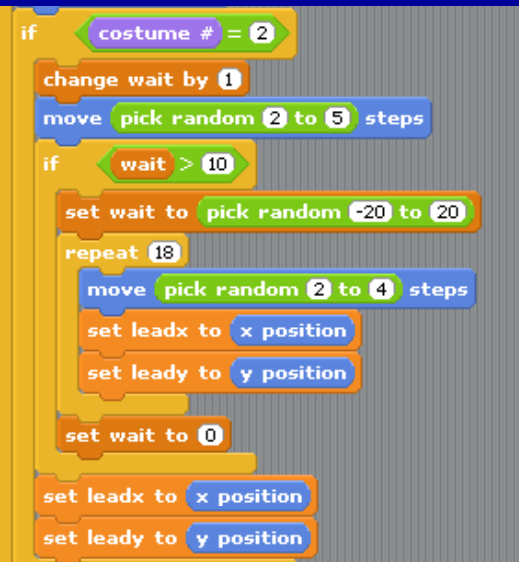 if costume # = 2
change wait by 1
move pick random 2 to 5 steps
if wait > 10
set wait to pick random -20 to 20
repeat 18
move pick random 2 to 4 steps
set leadx to x position
set leady to y position
set wait to 0
set leadx to x position
set leady to y position